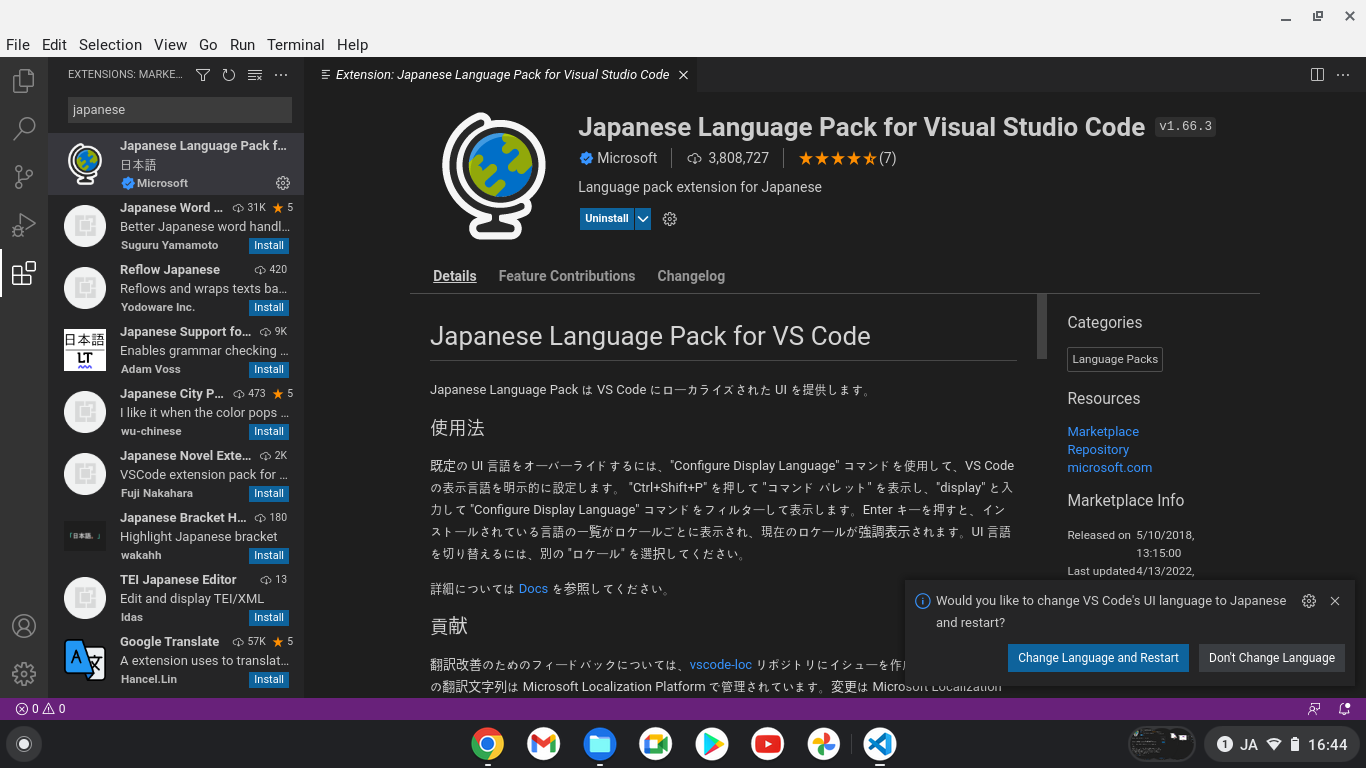 File Edit Selection View Go Run Terminal Help
EXTENSIONS: MARKE...
japanese
Japanese Language Pack f...
日本語
Microsoft
Japanese Word ... 31K 5
Better Japanese word handl...
Suguru Yamamoto Install
Reflow Japanese 420
Reflows and wraps texts ba...
Yodoware Inc. Install
日本語
LT
Japanese Support fo... 9K
Enables grammar checking ...
Adam Voss Install
Japanese City P... 473 5
I like it when the color pops ...
wu-chinese Install
Japanese Novel Exte... 2K
VSCode extension pack for ...
Fuji Nakahara Install
「日本語。」
Japanese Bracket H... 180
Highlight Japanese bracket
wakahh Install
TEI Japanese Editor 13
Edit and display TEI/XML
ldas Install
Google Translate 57K 5
A extension uses to translat...
Hancel.Lin Install
Extension: Japanese Language Pack for Visual Studio Code
Japanese Language Pack for Visual Studio Code v1.66.3
Microsoft 3,808,727 (7)
Language pack extension for Japanese
Uninstall
Details Feature Contributions Changelog
Japanese Language Pack for VS Code
Japanese Language Pack は VS Code にローカライズされた UI を提供します。
使用法
既定の UI 言語をオーバーライドするには、"Configure Display Language" コマンドを使用して、VS Code
の表示言語を明示的に設定します。 "Ctrl+Shift+P" を押して "コマンド パレット" を表示し、"display" と入
力して "Configure Display Language" コマンドをフィルターして表示します。Enter キーを押すと、イン
ストールされている言語の一覧がロケールごとに表示され、現在のロケールが強調表示されます。UI 言語
を切り替えるには、別の "ロケール" を選択してください。
詳細については Docs を参照してください。
貢献
翻訳改善のためのフィードバックについては、vscode-loc リポジトリにイシューを作成
の翻訳文字列は Microsoft Localization Platform で管理されています。変更は Microsoft Localization
Categories
Language Packs
Resources
Marketplace
Repository
microsoft.com
Marketplace Info
Released on 5/10/2018,
13:15:00
Last updated 4/13/2022,
Would you like to change VS Code's UI language to Japanese
and restart?
Change Language and Restart Don't Change Language
0 0
1 JA 16:44